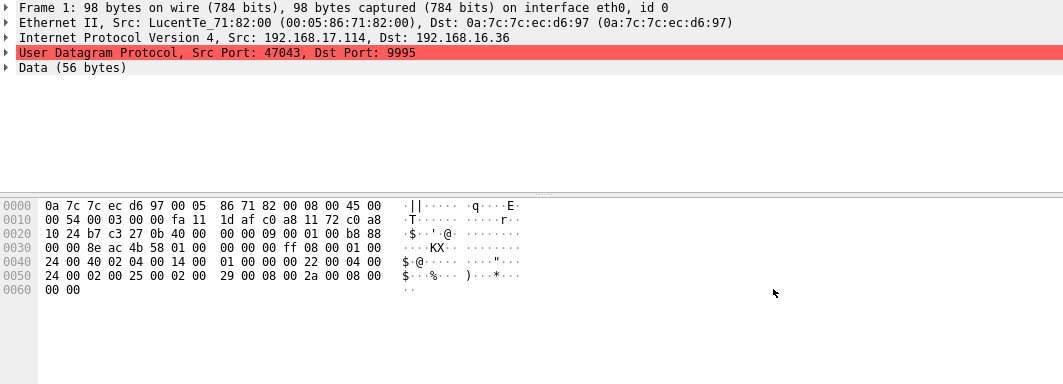 Frame 1: 98 bytes on wire (784 bits), 98 bytes captured (784 bits) on interface eth0, id 0
Ethernet II, Src: LucentTe_71:82:00 (00:05:86:71:82:00), Dst: 0a:7c:7c:ec:d6:97 (0a:7c:7c:ec:d6:97)
Internet Protocol Version 4, Src: 192.168.17.114, Dst: 192.168.16.36
User Datagram Protocol, Src Port: 47043, Dst Port: 9995
Data (56 bytes)
0000 0a 7c 7c ec d6 97 00 05 86 71 82 00 08 00 45 00 ·||····· ·q····E·
0010 00 54 00 03 00 00 fa 11 1d af c0 a8 11 72 c0 a8 ·T······ ·····r··
0020 10 24 b7 c3 27 0b 40 00 00 00 00 09 00 01 00 b8 88 ·$··'·@· ········
0030 00 00 8e ac 4b 58 01 00 00 00 00 ff 08 00 01 00 ····KX·· ········
0040 24 00 40 02 04 00 14 00 01 00 00 00 22 00 04 00 $·@····· ····"···
0050 24 00 02 00 25 00 02 00 29 00 08 00 2a 00 08 00 $···%··· )···*···
0060 00 00 ··